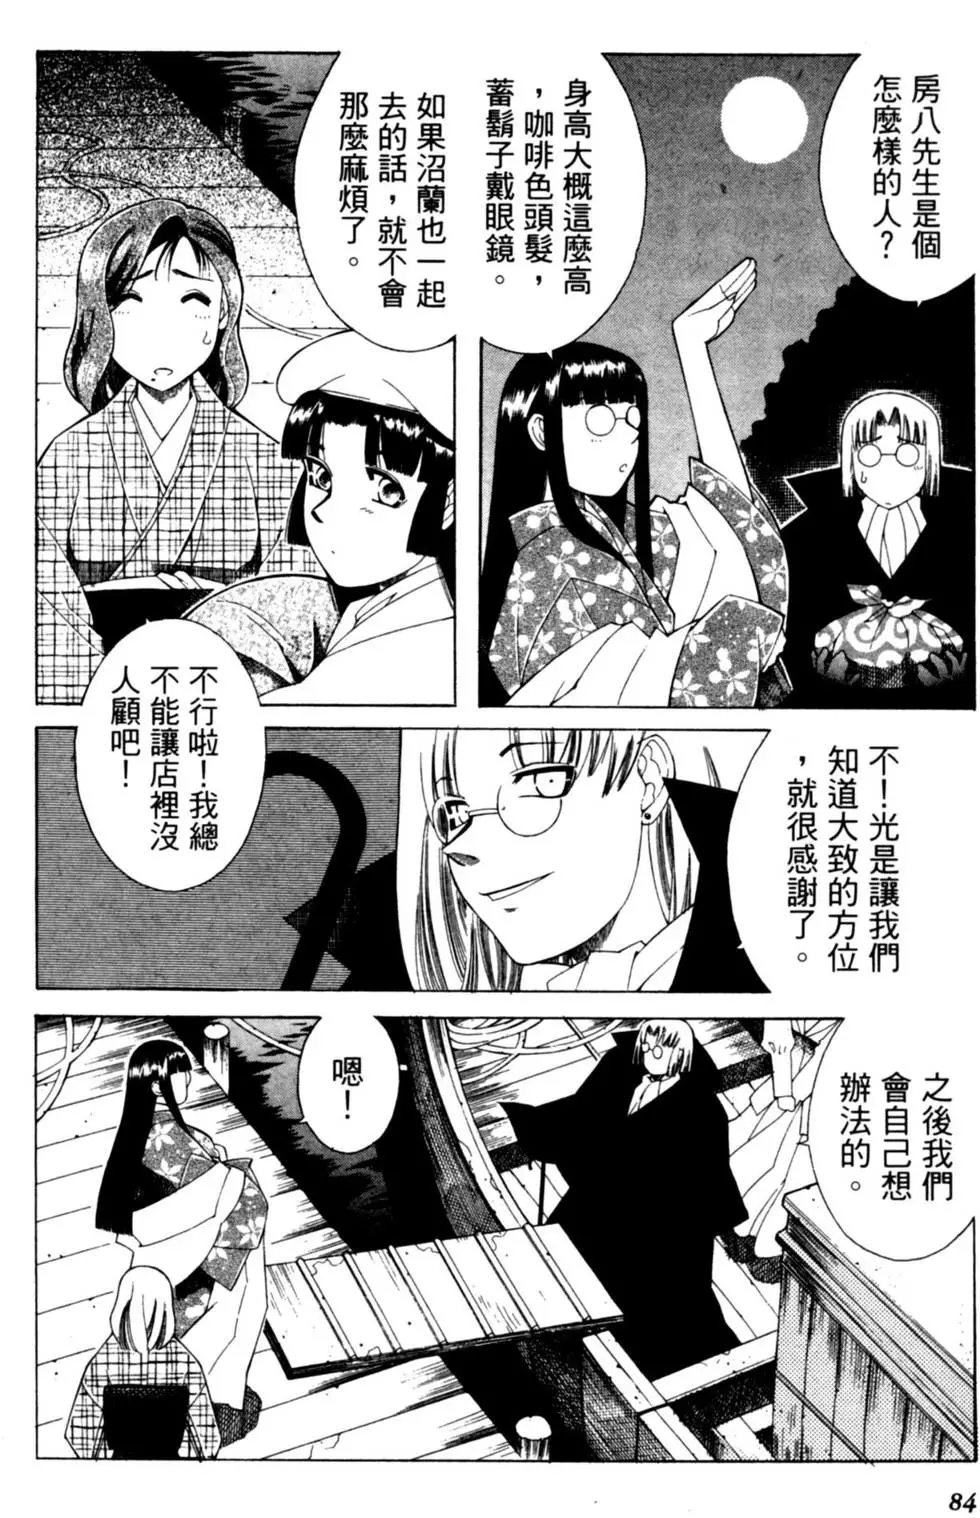 房八先生是個
怎麼樣的人？
身高大概這麼高
，咖啡色頭髮，
蓄鬍子戴眼鏡。
如果沼蘭也一起
去的話，就不會
那麼麻煩了。
不行啦！我總
不能讓店裡沒
人顧吧！
不！光是讓我們
知道大致的方位
，就很感謝了。
之後我們
會自己想
辦法的。
嗯！
84